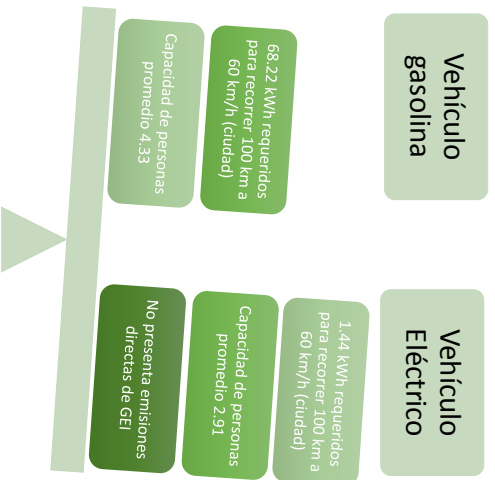 Vehículo
gasolina
68.22 kWh requeridos
para recorrer 100 km a
60 km/h (ciudad)
Capacidad de personas
promedio 4.33
Vehículo
Eléctrico
1.44 kWh requeridos
para recorrer 100 km a
60 km/h (ciudad)
Capacidad de personas
promedio 2.91
No presenta emisiones
directas de GEI